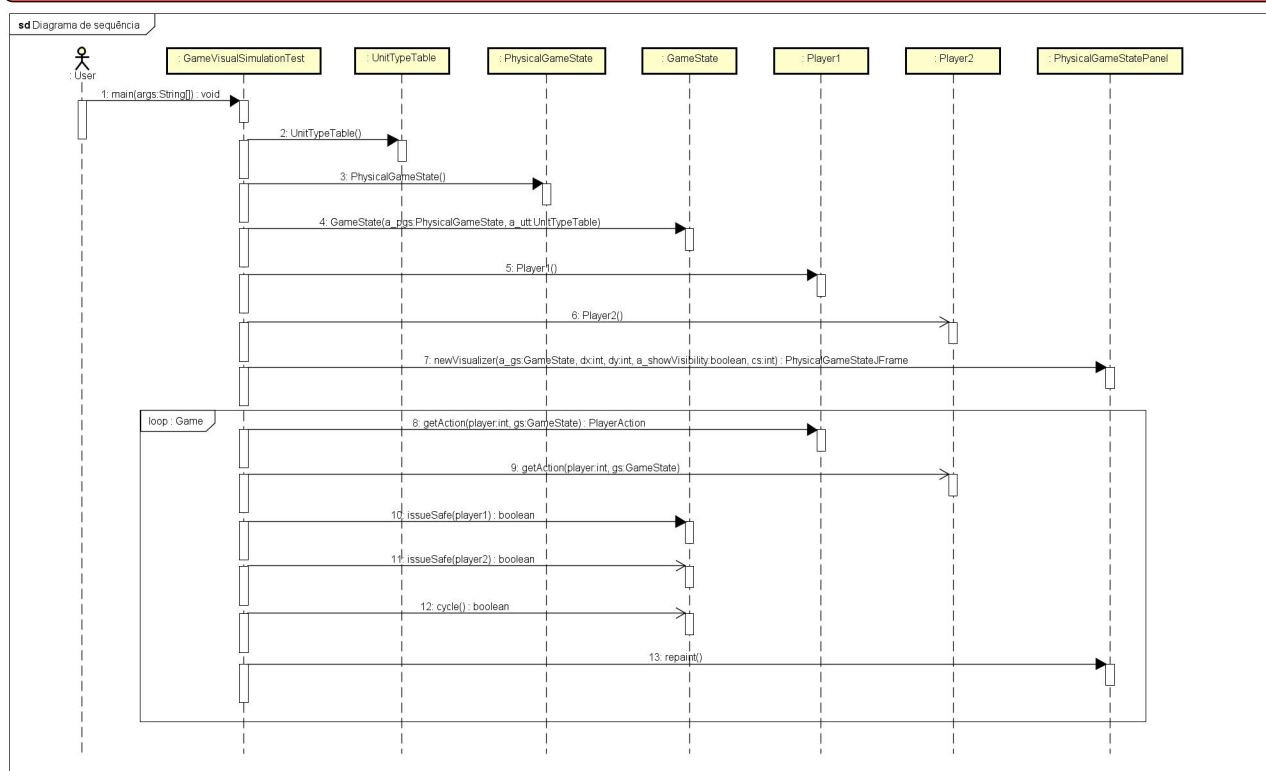 sd Diagrama de sequência
: User
: GameVisualSimulationTest
: UnitTypeTable
: PhysicalGameState
: GameState
: Player1
: Player2
: PhysicalGameStatePanel
1: main(args:String[]) : void
2: UnitTypeTable()
3: PhysicalGameState()
4: GameState(a_pgs:PhysicalGameState, a_utt:UnitTypeTable)
5: Player1()
6: Player2()
7: newVisualizer(a_gs:GameState, dx:int, dy:int, a_showVisibility:boolean, cs:int) : PhysicalGameStateJFrame
loop : Game
8: getAction(player:int, gs:GameState) : PlayerAction
9: getAction(player:int, gs:GameState)
10: issueSafe(player1) : boolean
11: issueSafe(player2) : boolean
12: cycle() : boolean
13: repaint()